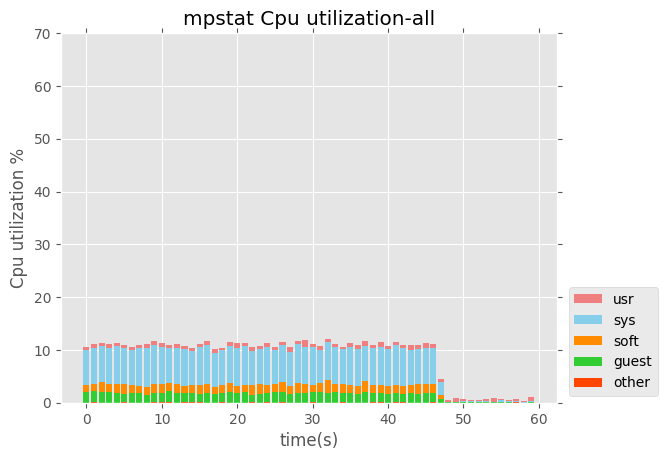 mpstat Cpu utilization-all
Cpu utilization %
70
60
50
40
30
20
10
0
0 10 20 30 40 50 60
time(s)
usr
sys
soft
guest
other